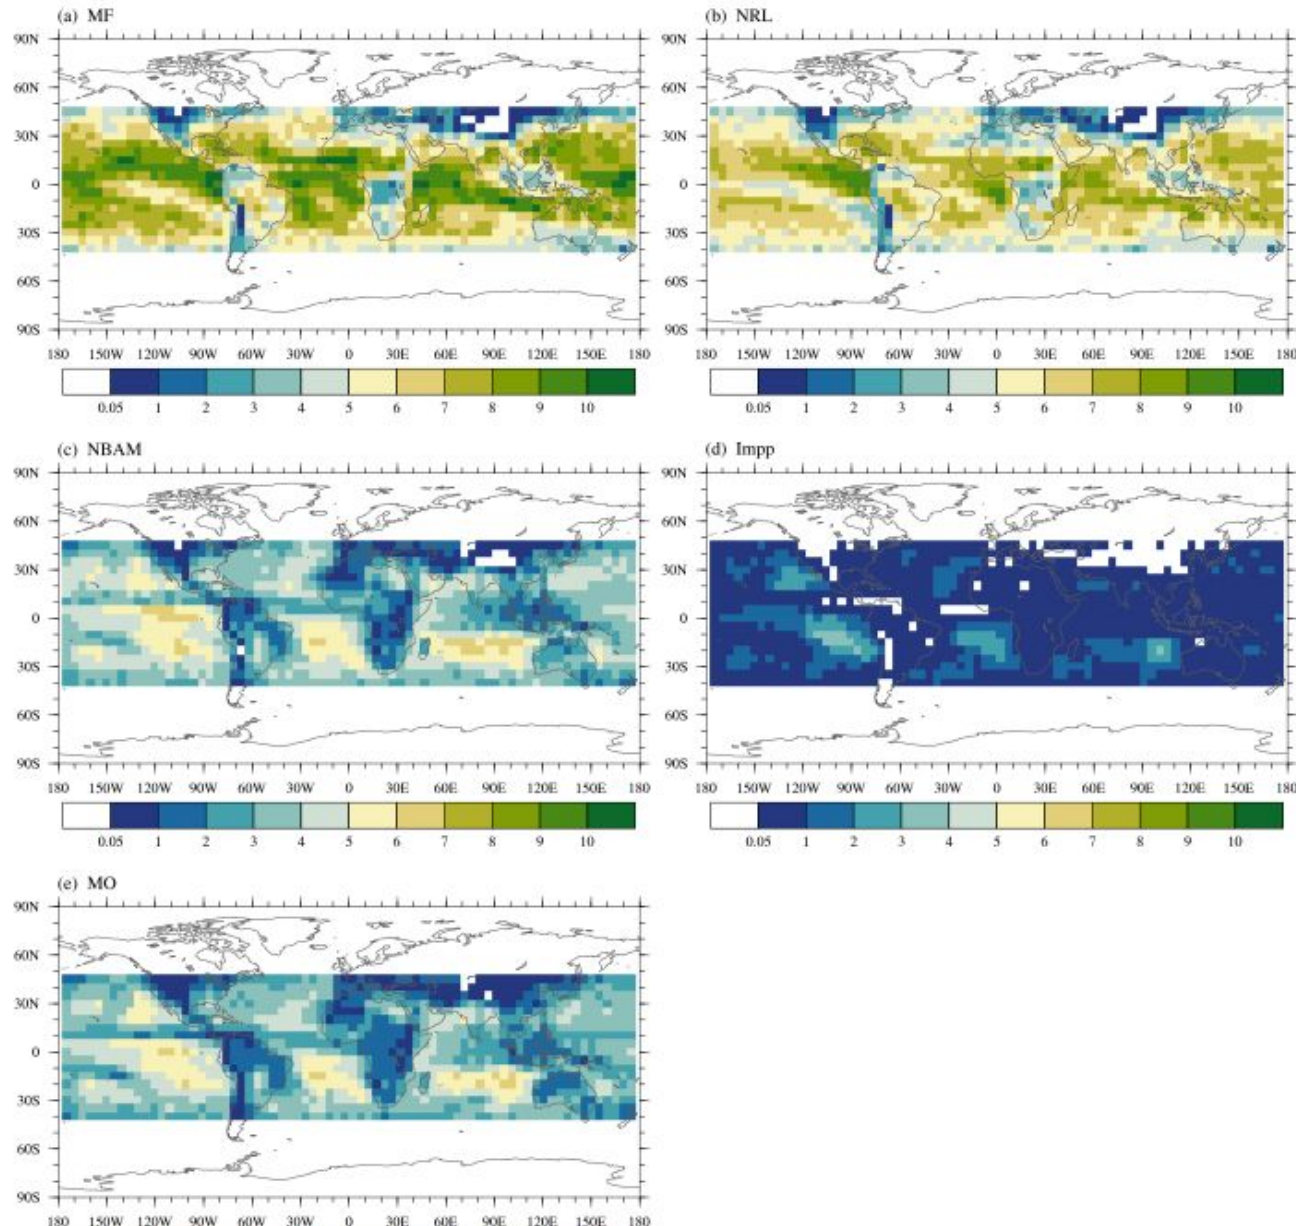 (a) MF
(b) NRL
90N 90N
60N 60N
30N 30N
0 0
30S 30S
60S 60S
90S 90S
180 150W 120W 90W 60W 30W 0 30E 60E 90E 120E 150E 180 180 150W 120W 90W 60W 30W 0 30E 60E 90E 120E 150E 180
0.05 1 2 3 4 5 6 7 8 9 10 0.05 1 2 3 4 5 6 7 8 9 10
(c) NBAM
(d) Impp
90N 90N
60N 60N
30N 30N
0 0
30S 30S
60S 60S
90S 90S
180 150W 120W 90W 60W 30W 0 30E 60E 90E 120E 150E 180 180 150W 120W 90W 60W 30W 0 30E 60E 90E 120E 150E 180
0.05 1 2 3 4 5 6 7 8 9 10 0.05 1 2 3 4 5 6 7 8 9 10
(e) MO
90N
60N
30N
0
30S
60S
90S
180 150W 120W 90W 60W 30W 0 30E 60E 90E 120E 150E 180